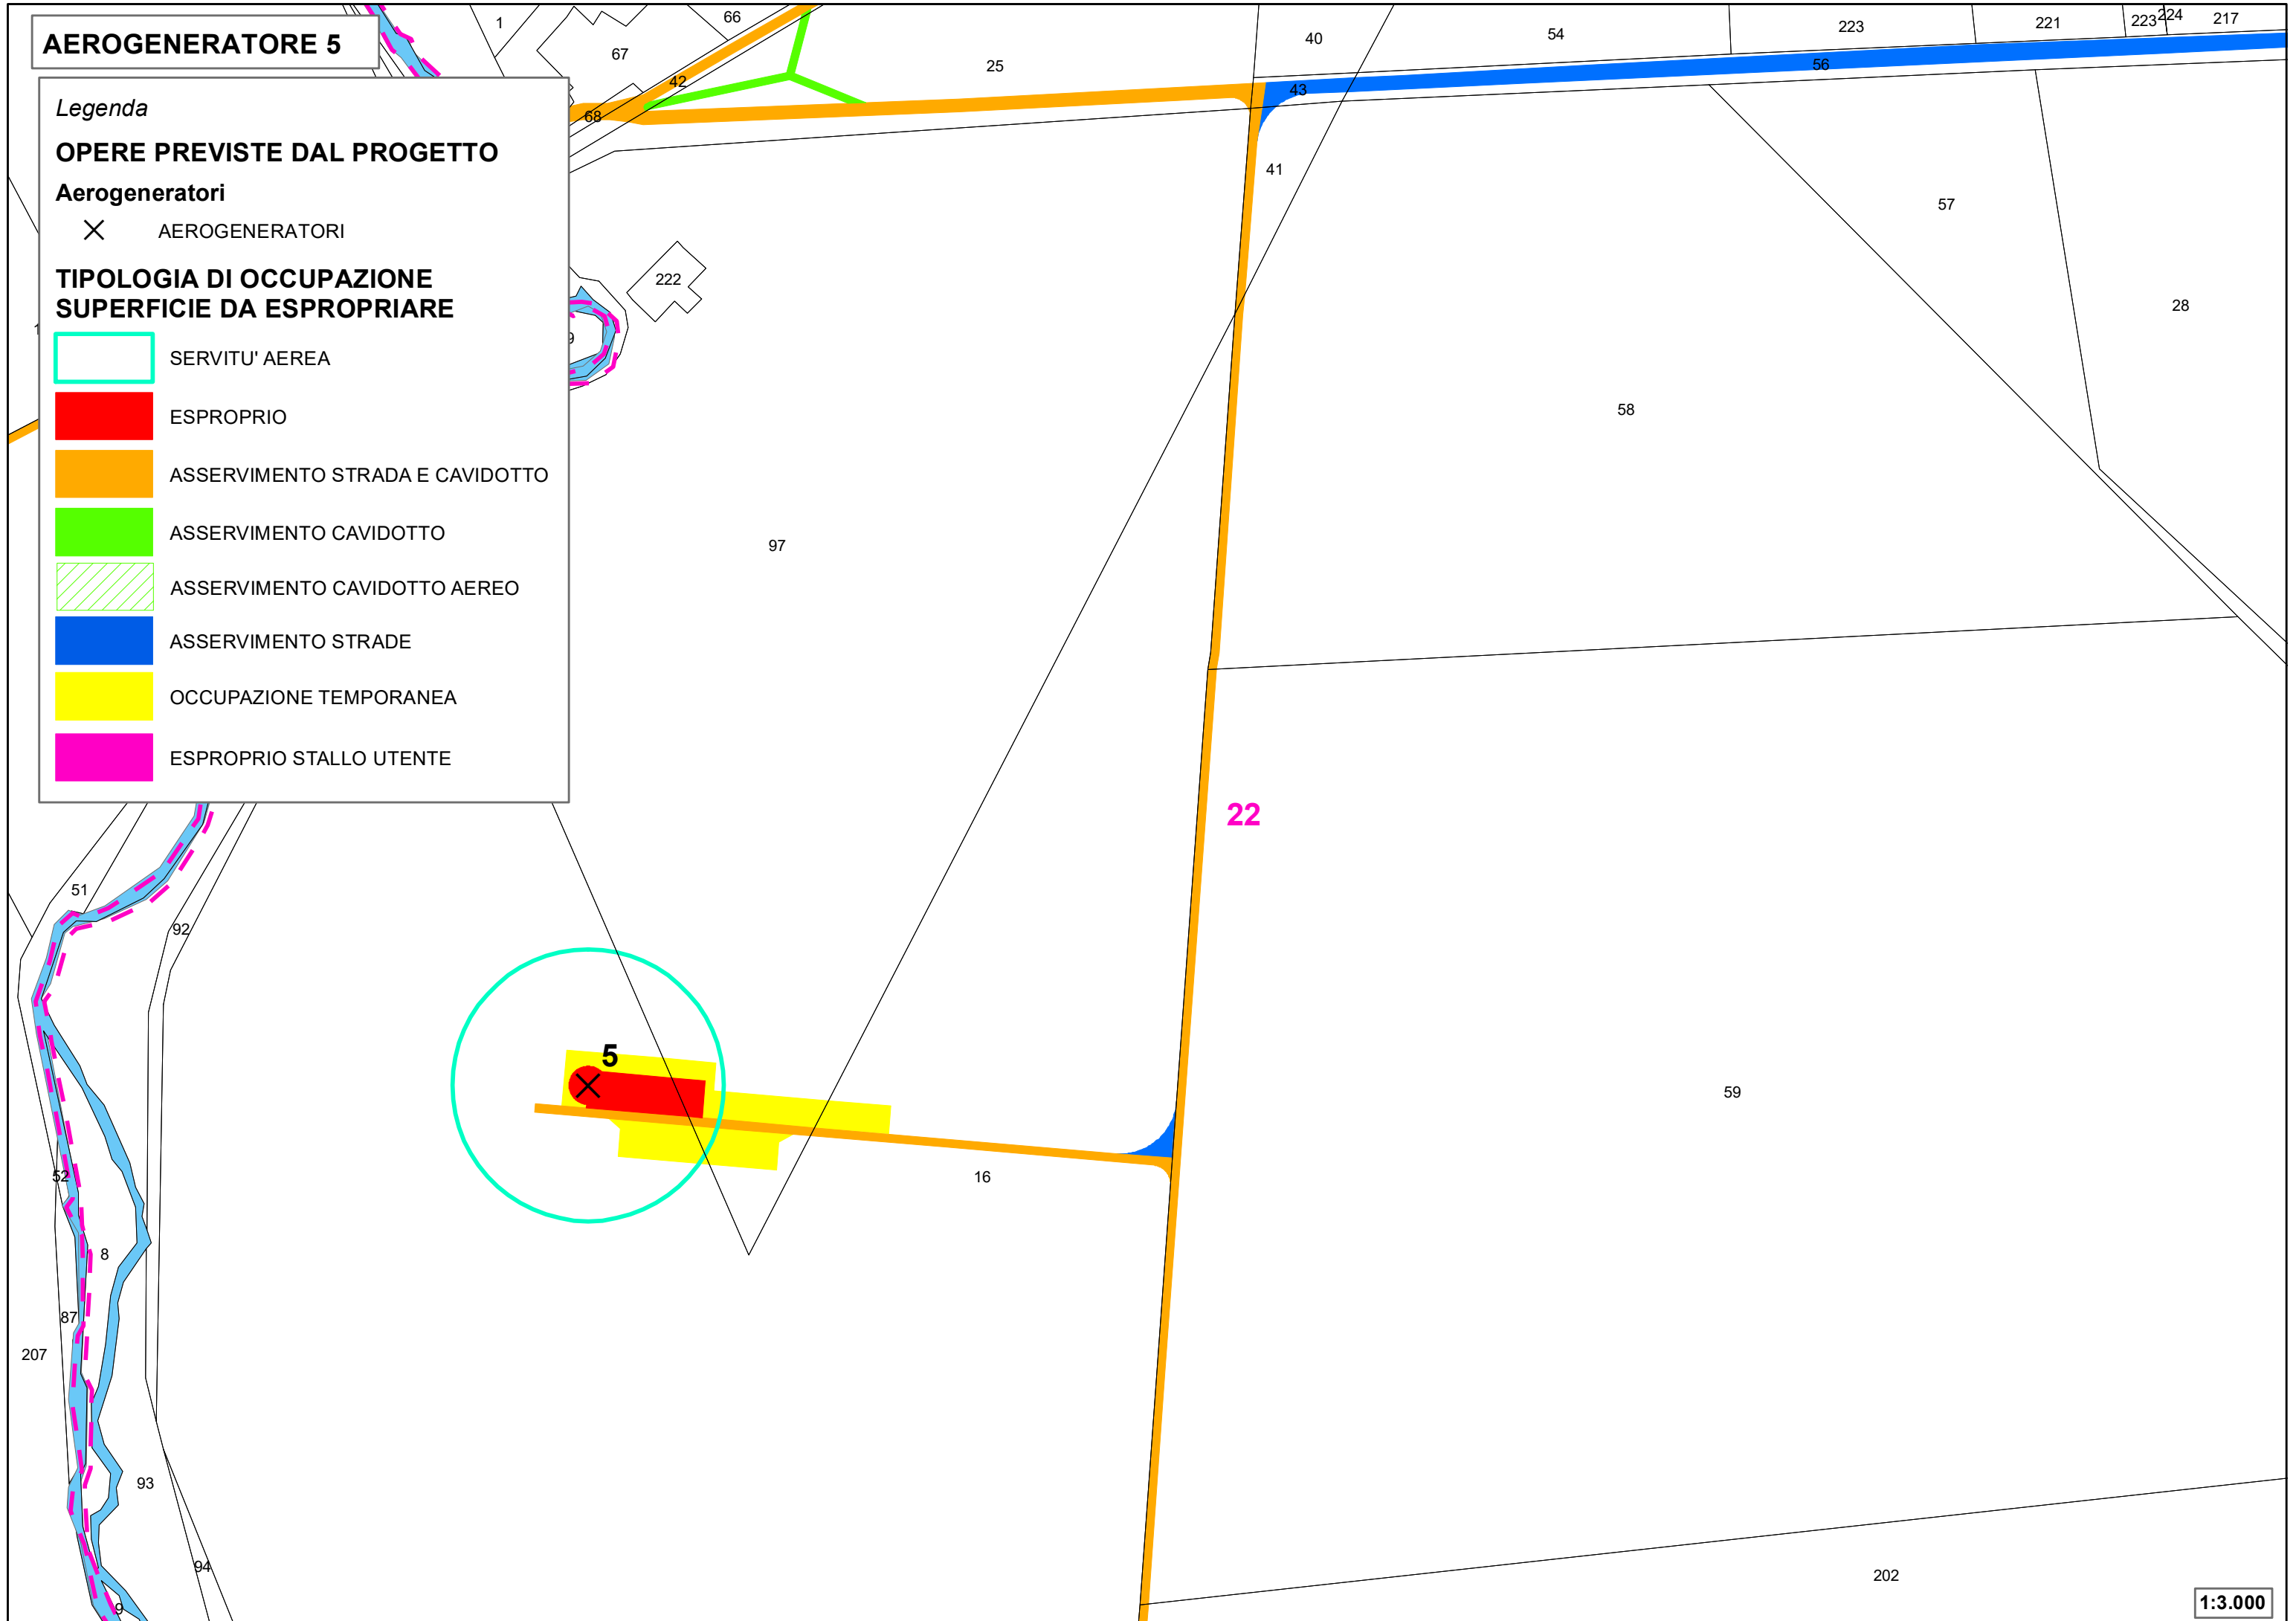 AEROGENERATORE 5
Legenda
OPERE PREVISTE DAL PROGETTO
Aerogeneratori
AEROGENERATORI
TIPOLOGIA DI OCCUPAZIONE
SUPERFICIE DA ESPROPRIARE
SERVITU' AEREA
ESPROPRIO
ASSERVIMENTO STRADA E CAVIDOTTO
ASSERVIMENTO CAVIDOTTO
ASSERVIMENTO CAVIDOTTO AEREO
ASSERVIMENTO STRADE
OCCUPAZIONE TEMPORANEA
ESPROPRIO STALLO UTENTE
1
66
67
42
68
25
40
54
223
221
223
224
217
56
43
41
57
28
222
58
97
22
51
92
5
59
16
52
8
87
207
93
94
9
202
1:3.000